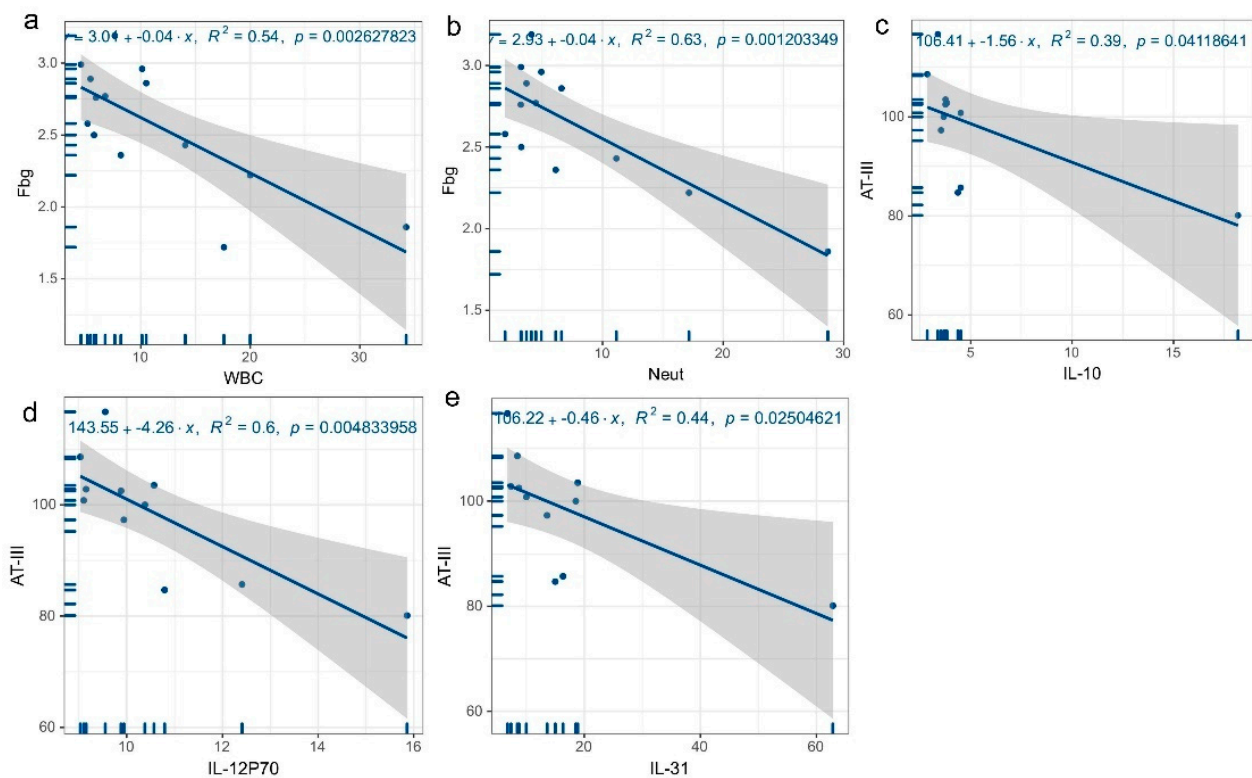 a
= 3.01 + -0.04 · x, R² = 0.54, p = 0.002627823
Fbg
3.0
2.5
2.0
1.5
10
20
30
WBC
b
= 2.93 + -0.04 · x, R² = 0.63, p = 0.001203349
Fbg
3.0
2.5
2.0
1.5
10
20
30
Neut
c
106.41 + -1.56 · x, R² = 0.39, p = 0.04118641
AT-III
100
80
60
5
10
15
IL-10
d
143.55 + -4.26 · x, R² = 0.6, p = 0.004833958
AT-III
100
80
60
10
12
14
16
IL-12P70
e
106.22 + -0.46 · x, R² = 0.44, p = 0.02504621
AT-III
100
80
60
20
40
60
IL-31